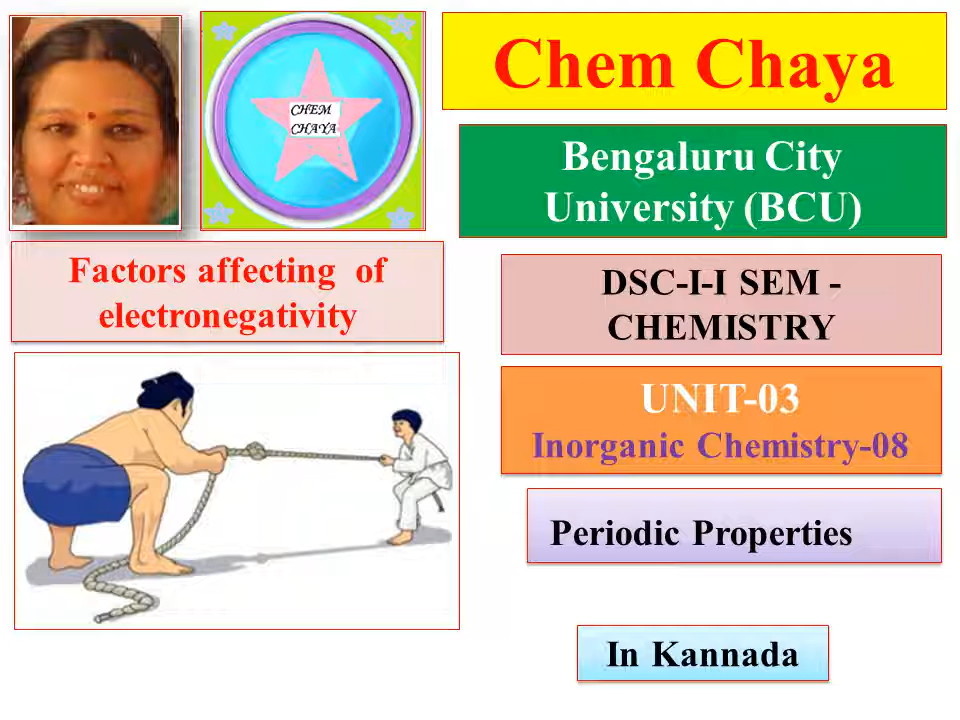 CHEM
CHAYA
Chem Chaya
Bengaluru City
University (BCU)
Factors affecting of
electronegativity
DSC-I-I SEM -
CHEMISTRY
UNIT-03
Inorganic Chemistry-08
Periodic Properties
In Kannada